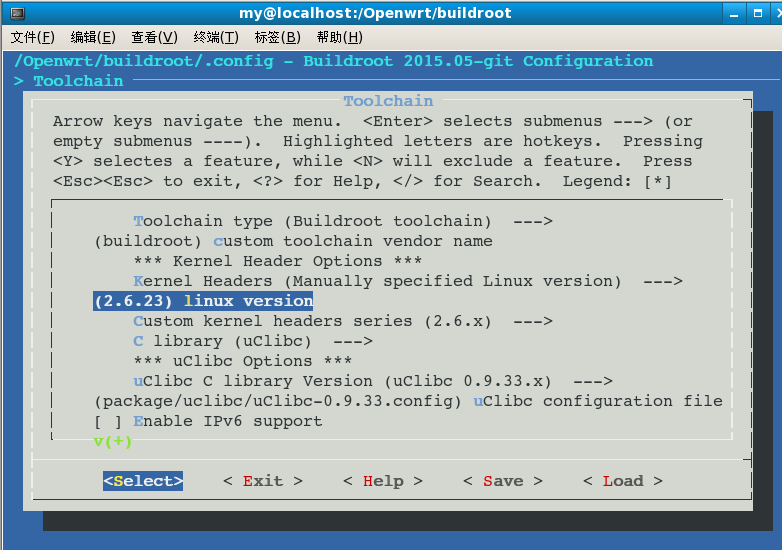 my@localhost:/Openwrt/buildroot
文件(F) 编辑(E) 查看(V) 终端(T) 标签(B) 帮助(H)
/Openwrt/buildroot/.config - Buildroot 2015.05-git Configuration
> Toolchain
Toolchain
Arrow keys navigate the menu.  <Enter> selects submenus ---> (or
empty submenus ----).  Highlighted letters are hotkeys.  Pressing
<Y> selectes a feature, while <N> will exclude a feature.  Press
<Esc><Esc> to exit, <?> for Help, </> for Search.  Legend: [*]
Toolchain type (Buildroot toolchain)  --->
(buildroot) custom toolchain vendor name
*** Kernel Header Options ***
Kernel Headers (Manually specified Linux version)  --->
(2.6.23) linux version
Custom kernel headers series (2.6.x)  --->
C library (uClibc)  --->
*** uClibc Options ***
uClibc C library Version (uClibc 0.9.33.x)  --->
(package/uclibc/uClibc-0.9.33.config) uClibc configuration file
[ ] Enable IPv6 support
v(+)
<Select>    < Exit >    < Help >    < Save >    < Load >